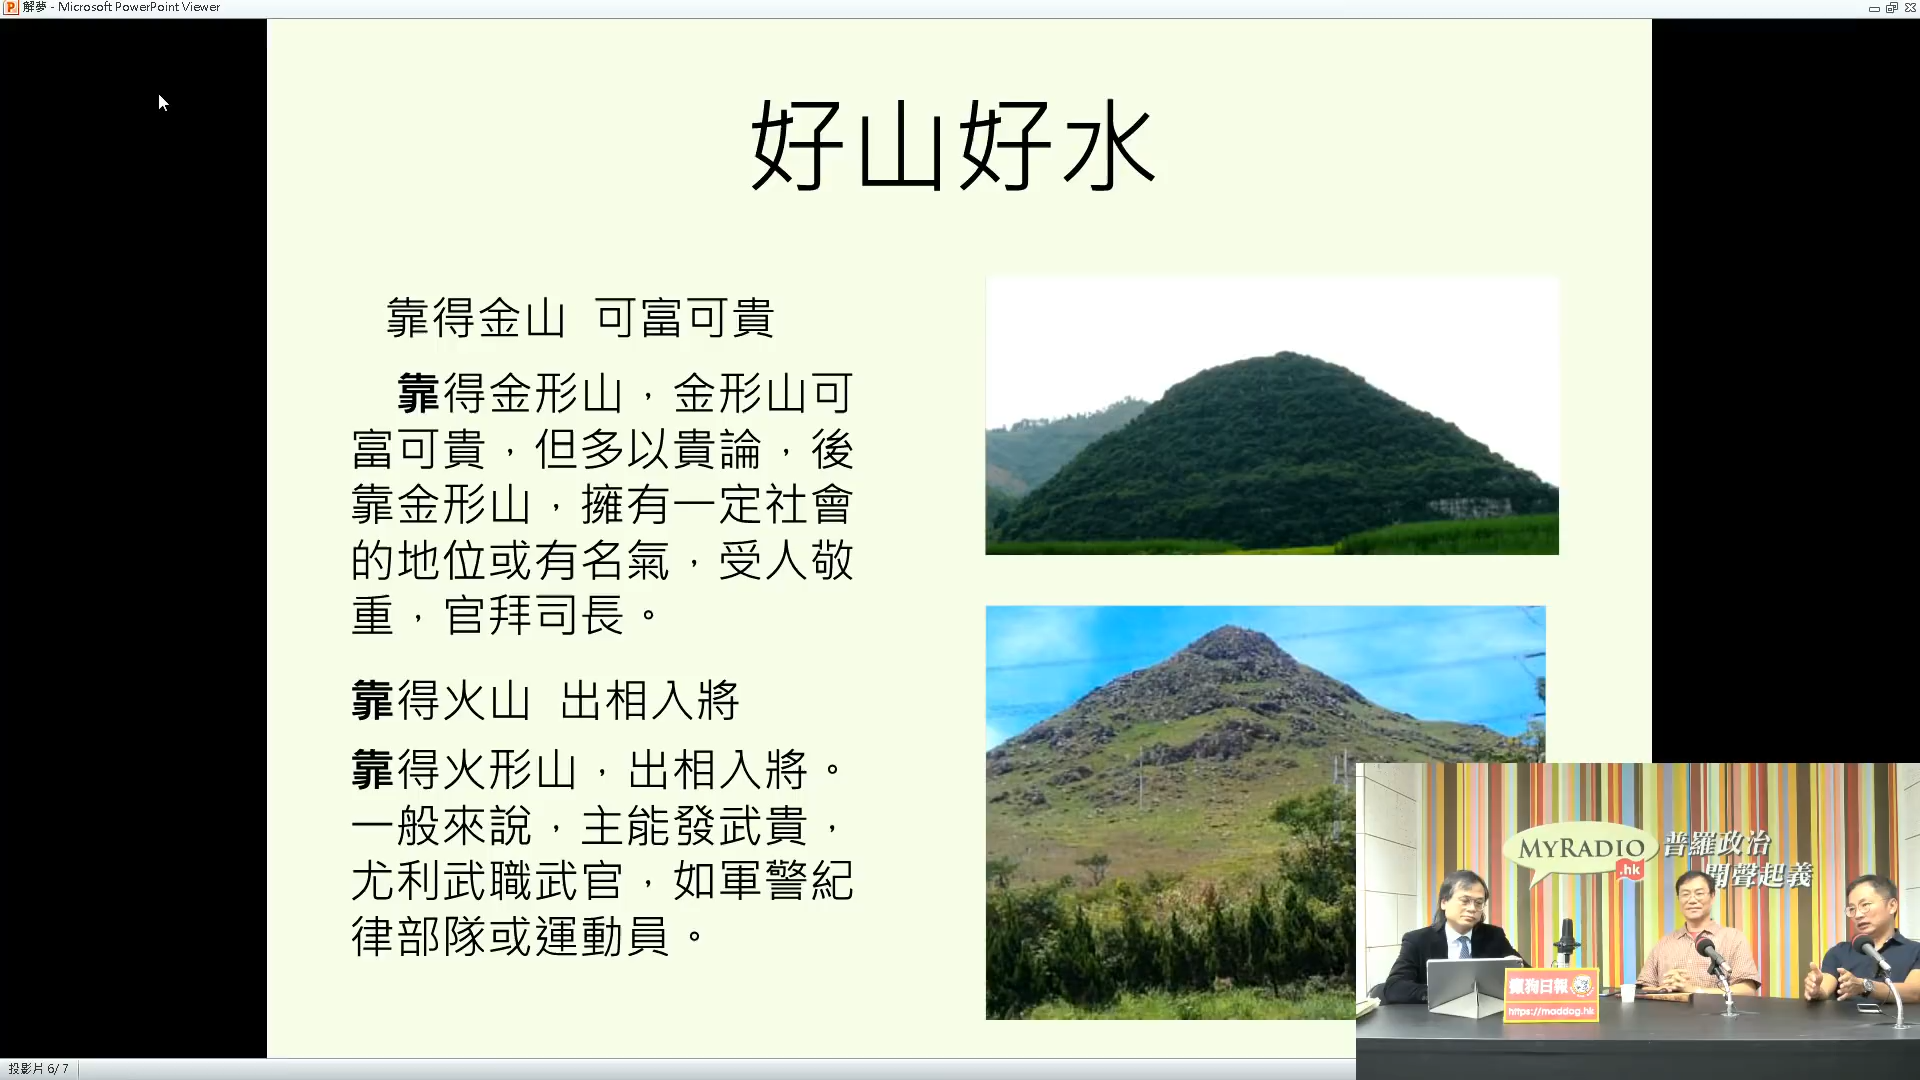 解夢 - Microsoft PowerPoint Viewer
好山好水
靠得金山 可富可貴
靠得金形山，金形山可
富可貴，但多以貴論，後
靠金形山，擁有一定社會
的地位或有名氣，受人敬
重，官拜司長。
靠得火山 出相入將
靠得火形山，出相入將。
一般來說，主能發武貴，
尤利武職武官，如軍警紀
律部隊或運動員。
MYRADIO
.hk
普羅政治
開聲起義
瘋狗日報
https://maddog.hk
投影片 6/7